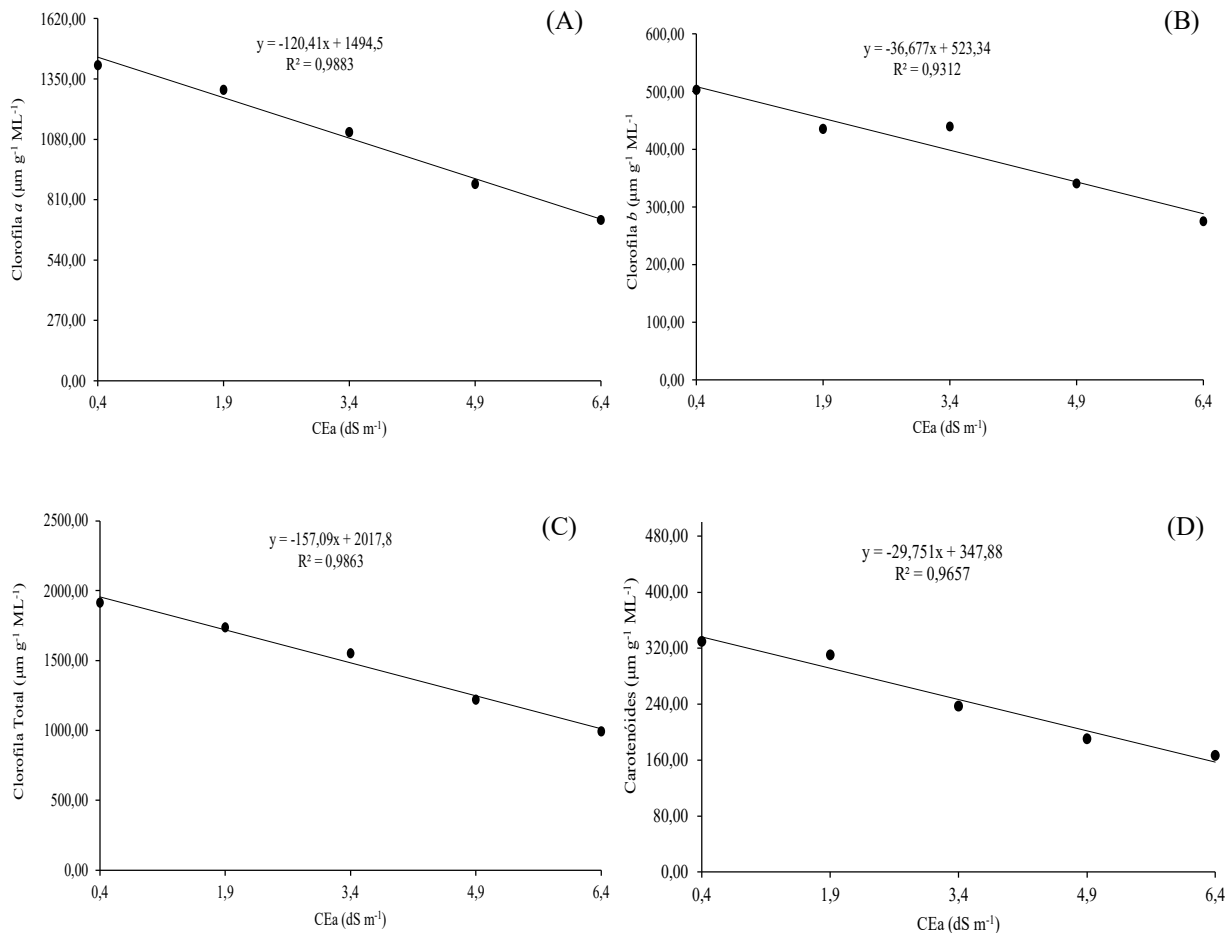 (A)
y = -120,41x + 1494,5
R² = 0,9883
Clorofila a (µm g⁻¹ ML⁻¹)
1620,00
1350,00
1080,00
810,00
540,00
270,00
0,00
0,4 1,9 3,4 4,9 6,4
CEa (dS m⁻¹)
(B)
y = -36,677x + 523,34
R² = 0,9312
Clorofila b (µm g⁻¹ ML⁻¹)
600,00
500,00
400,00
300,00
200,00
100,00
0,00
0,4 1,9 3,4 4,9 6,4
CEa (dS m⁻¹)
(C)
y = -157,09x + 2017,8
R² = 0,9863
Clorofila Total (µm g⁻¹ ML⁻¹)
2500,00
2000,00
1500,00
1000,00
500,00
0,00
0,4 1,9 3,4 4,9 6,4
CEa (dS m⁻¹)
(D)
y = -29,751x + 347,88
R² = 0,9657
Carotenóides (µm g⁻¹ ML⁻¹)
480,00
400,00
320,00
240,00
160,00
80,00
0,00
0,4 1,9 3,4 4,9 6,4
CEa (dS m⁻¹)